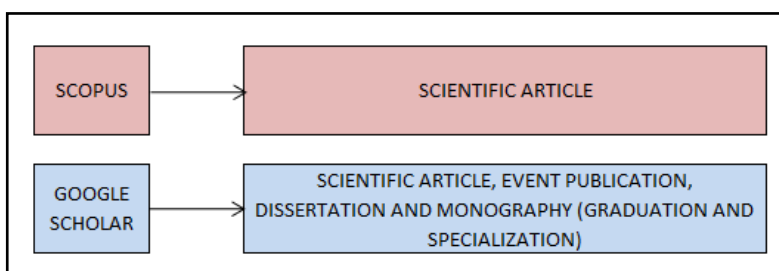 SCOPUS
SCIENTIFIC ARTICLE
GOOGLE
SCHOLAR
SCIENTIFIC ARTICLE, EVENT PUBLICATION,
DISSERTATION AND MONOGRAPHY (GRADUATION AND
SPECIALIZATION)